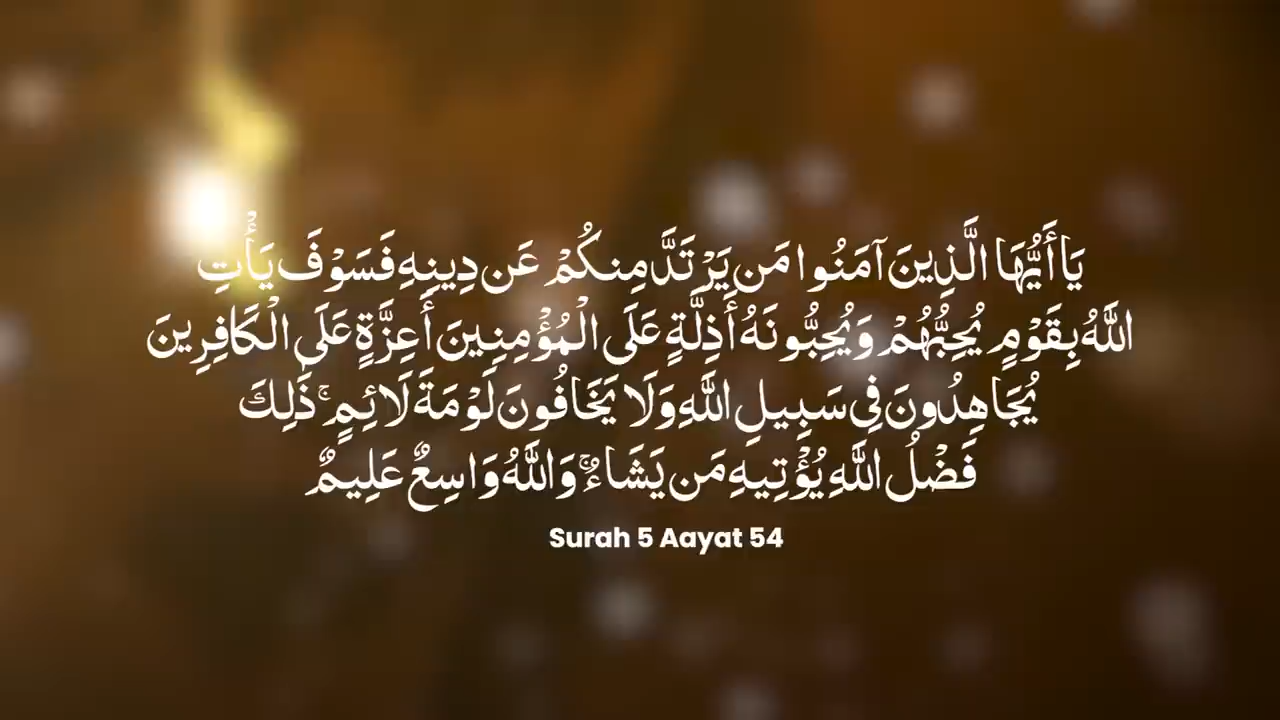 يَا أَيُّهَا الَّذِينَ آمَنُوا مَن يَرْتَدَّ مِنكُمْ عَن دِينِهِ فَسَوْفَ يَأْتِي
اللَّهُ بِقَوْمٍ يُحِبُّهُمْ وَيُحِبُّونَهُ أَذِلَّةٍ عَلَى الْمُؤْمِنِينَ أَعِزَّةٍ عَلَى الْكَافِرِينَ
يُجَاهِدُونَ فِي سَبِيلِ اللَّهِ وَلَا يَخَافُونَ لَوْمَةَ لَائِمٍ ۚ ذَٰلِكَ
فَضْلُ اللَّهِ يُؤْتِيهِ مَن يَشَاءُ ۚ وَاللَّهُ وَاسِعٌ عَلِيمٌ
Surah 5 Aayat 54